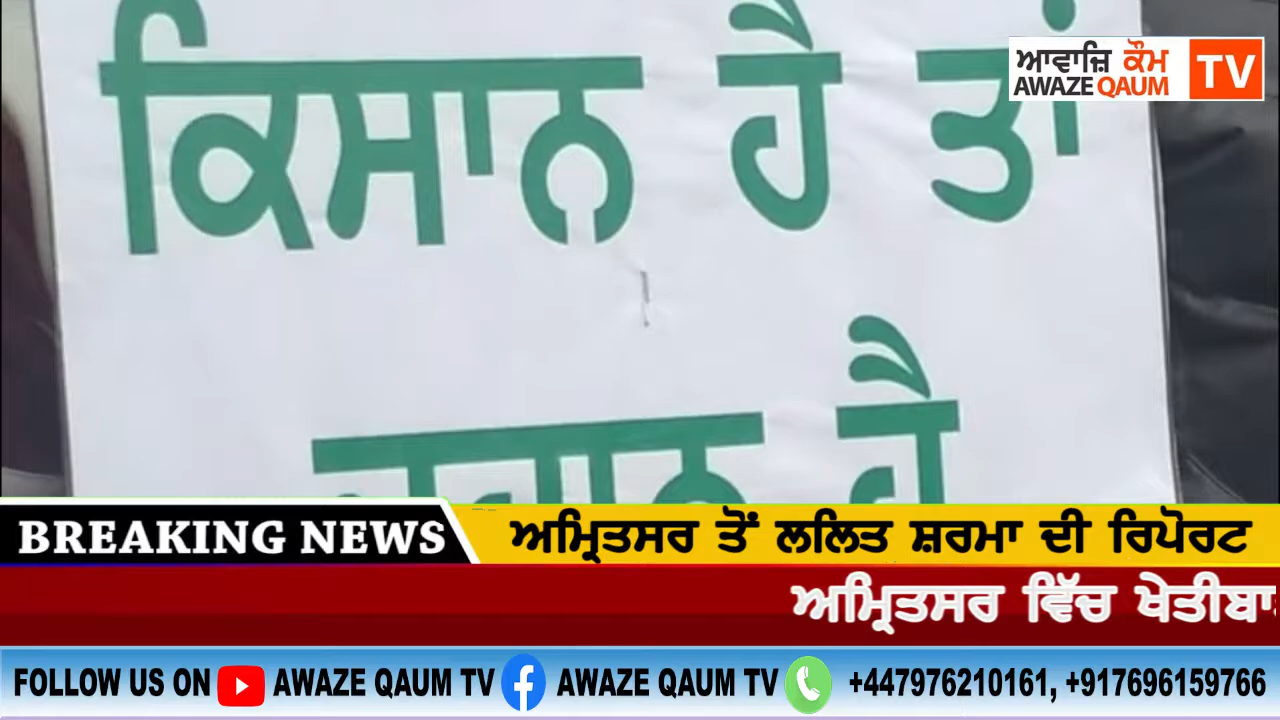 ਕਿਸਾਨ ਹੈ ਤਾਂ
ਆਵਾਜ਼ਿ ਕੌਮ
AWAZE QAUM
TV
ਹੈ
BREAKING NEWS
ਅਮ੍ਰਿਤਸਰ ਤੋਂ ਲਲਿਤ ਸ਼ਰਮਾ ਦੀ ਰਿਪੋਰਟ
ਅਮ੍ਰਿਤਸਰ ਵਿੱਚ
FOLLOW US ON AWAZE QAUM TV AWAZE QAUM TV +447976210161, +917696159766